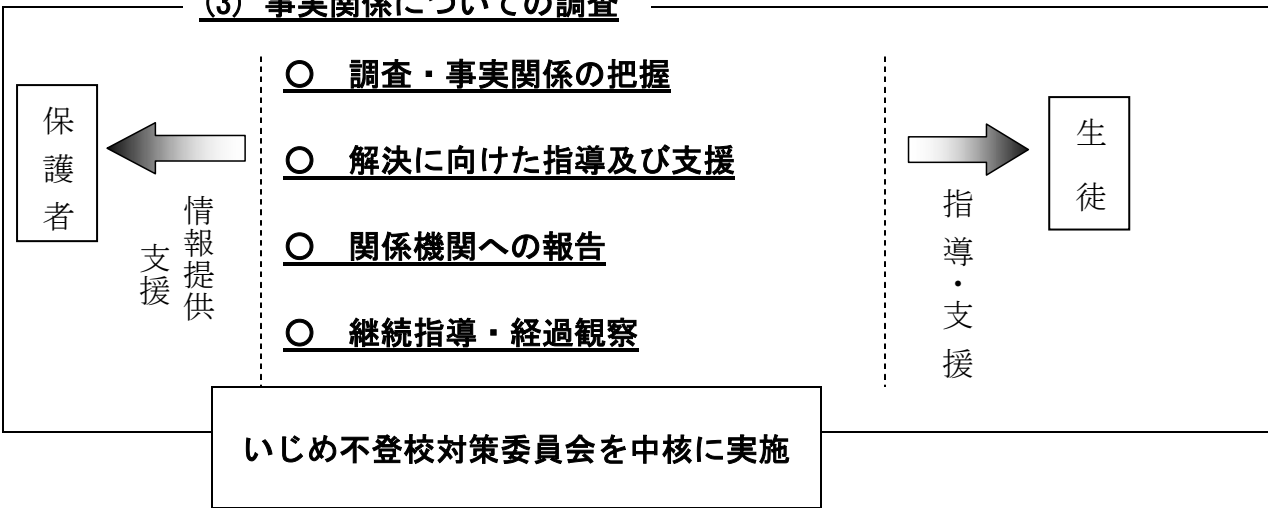 (3) 事実関係についての調査
○ 調査・事実関係の把握
○ 解決に向けた指導及び支援
○ 関係機関への報告
○ 継続指導・経過観察
保護者
情報提供
支援
生徒
指導・支援
いじめ不登校対策委員会を中核に実施